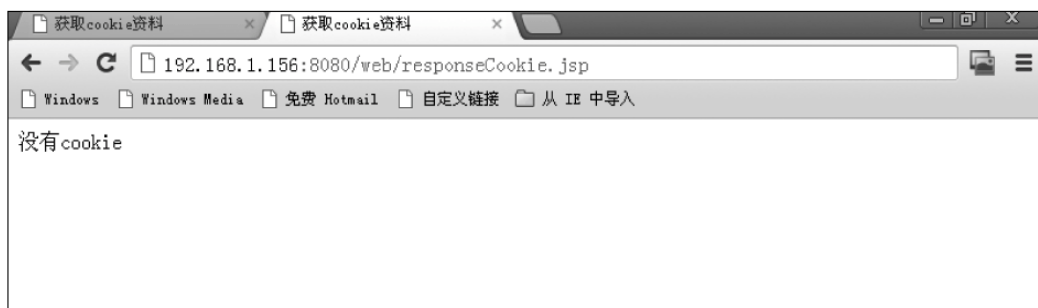 获取cookie资料 获取cookie资料
192.168.1.156:8080/web/responseCookie.jsp
Windows Windows Media 免费 Hotmail 自定义链接 从 IE 中导入
没有cookie